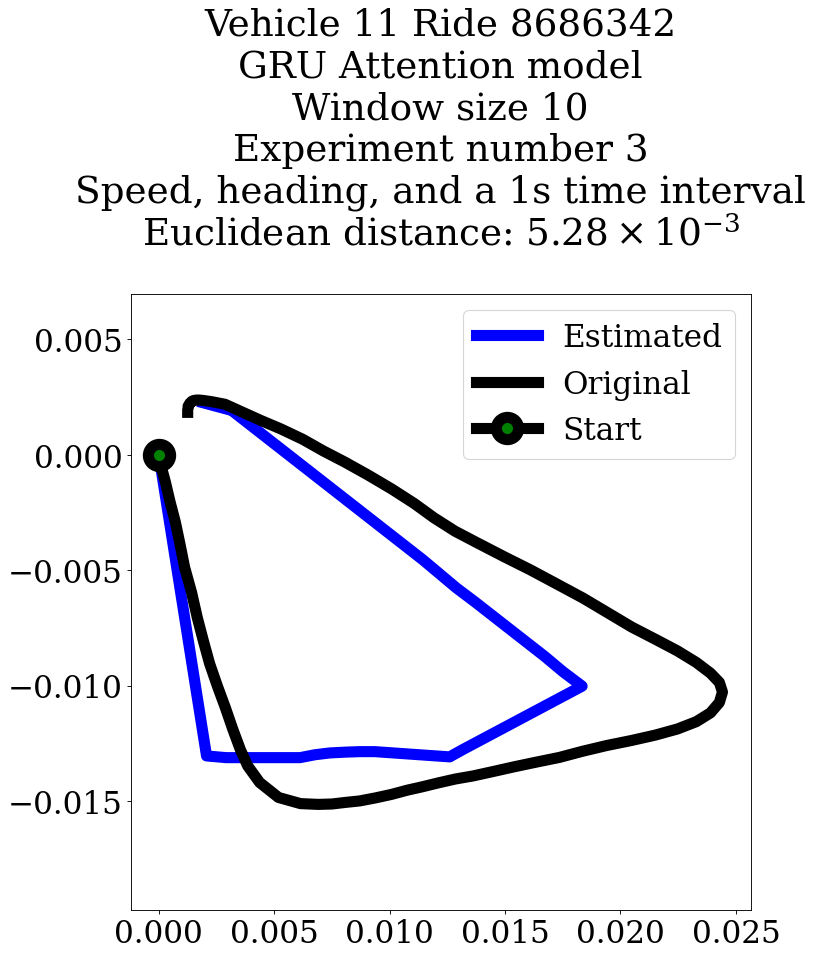 Vehicle 11 Ride 8686342
GRU Attention model
Window size 10
Experiment number 3
Speed, heading, and a 1s time interval
Euclidean distance: 5.28 × 10⁻³
Estimated
Original
Start
0.005
0.000
−0.005
−0.010
−0.015
0.000 0.005 0.010 0.015 0.020 0.025